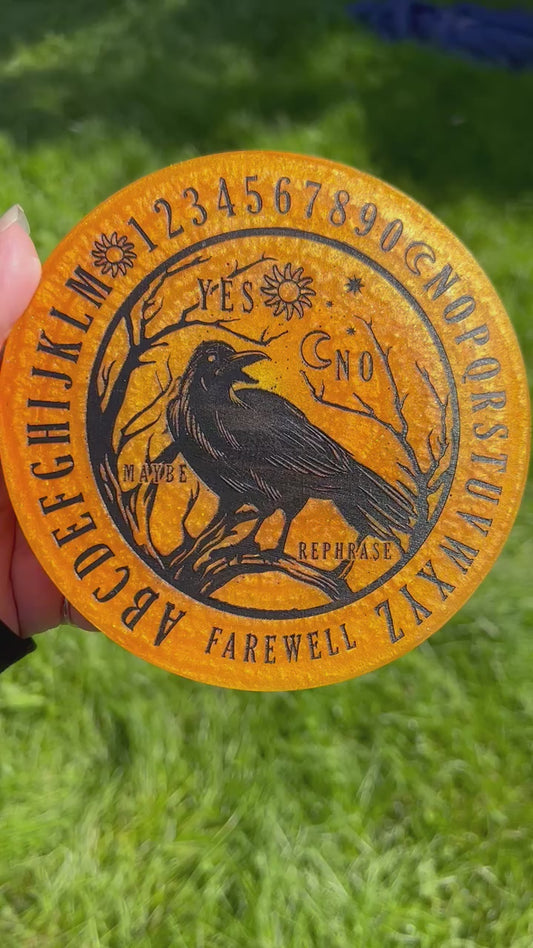 1234567890
ABCDEFGHIJKLM
NOPQRSTUVWXYZ
YES
NO
MAYBE
REPHRASE
FAREWELL